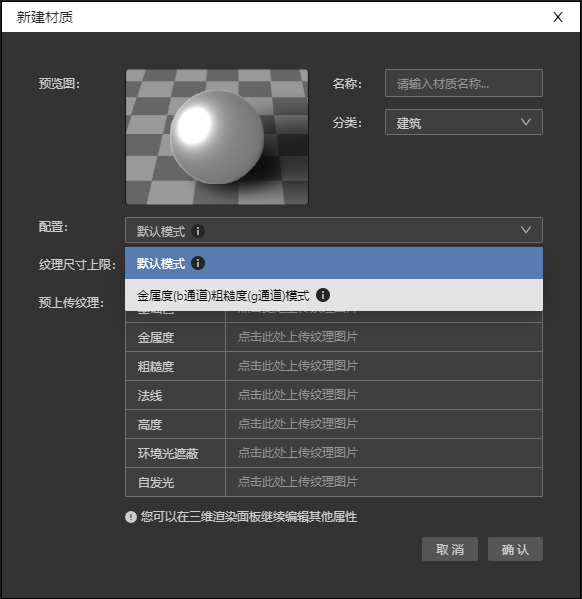 新建材质 X
预览图:
名称: 请输入材质名称...
分类: 建筑
配置: 默认模式
纹理尺寸上限: 默认模式
金属度(b通道)粗糙度(g通道)模式
预上传纹理:
金属度 点击此处上传纹理图片
粗糙度 点击此处上传纹理图片
法线 点击此处上传纹理图片
高度 点击此处上传纹理图片
环境光遮蔽 点击此处上传纹理图片
自发光 点击此处上传纹理图片
您可以在三维渲染面板继续编辑其他属性
取消 确认